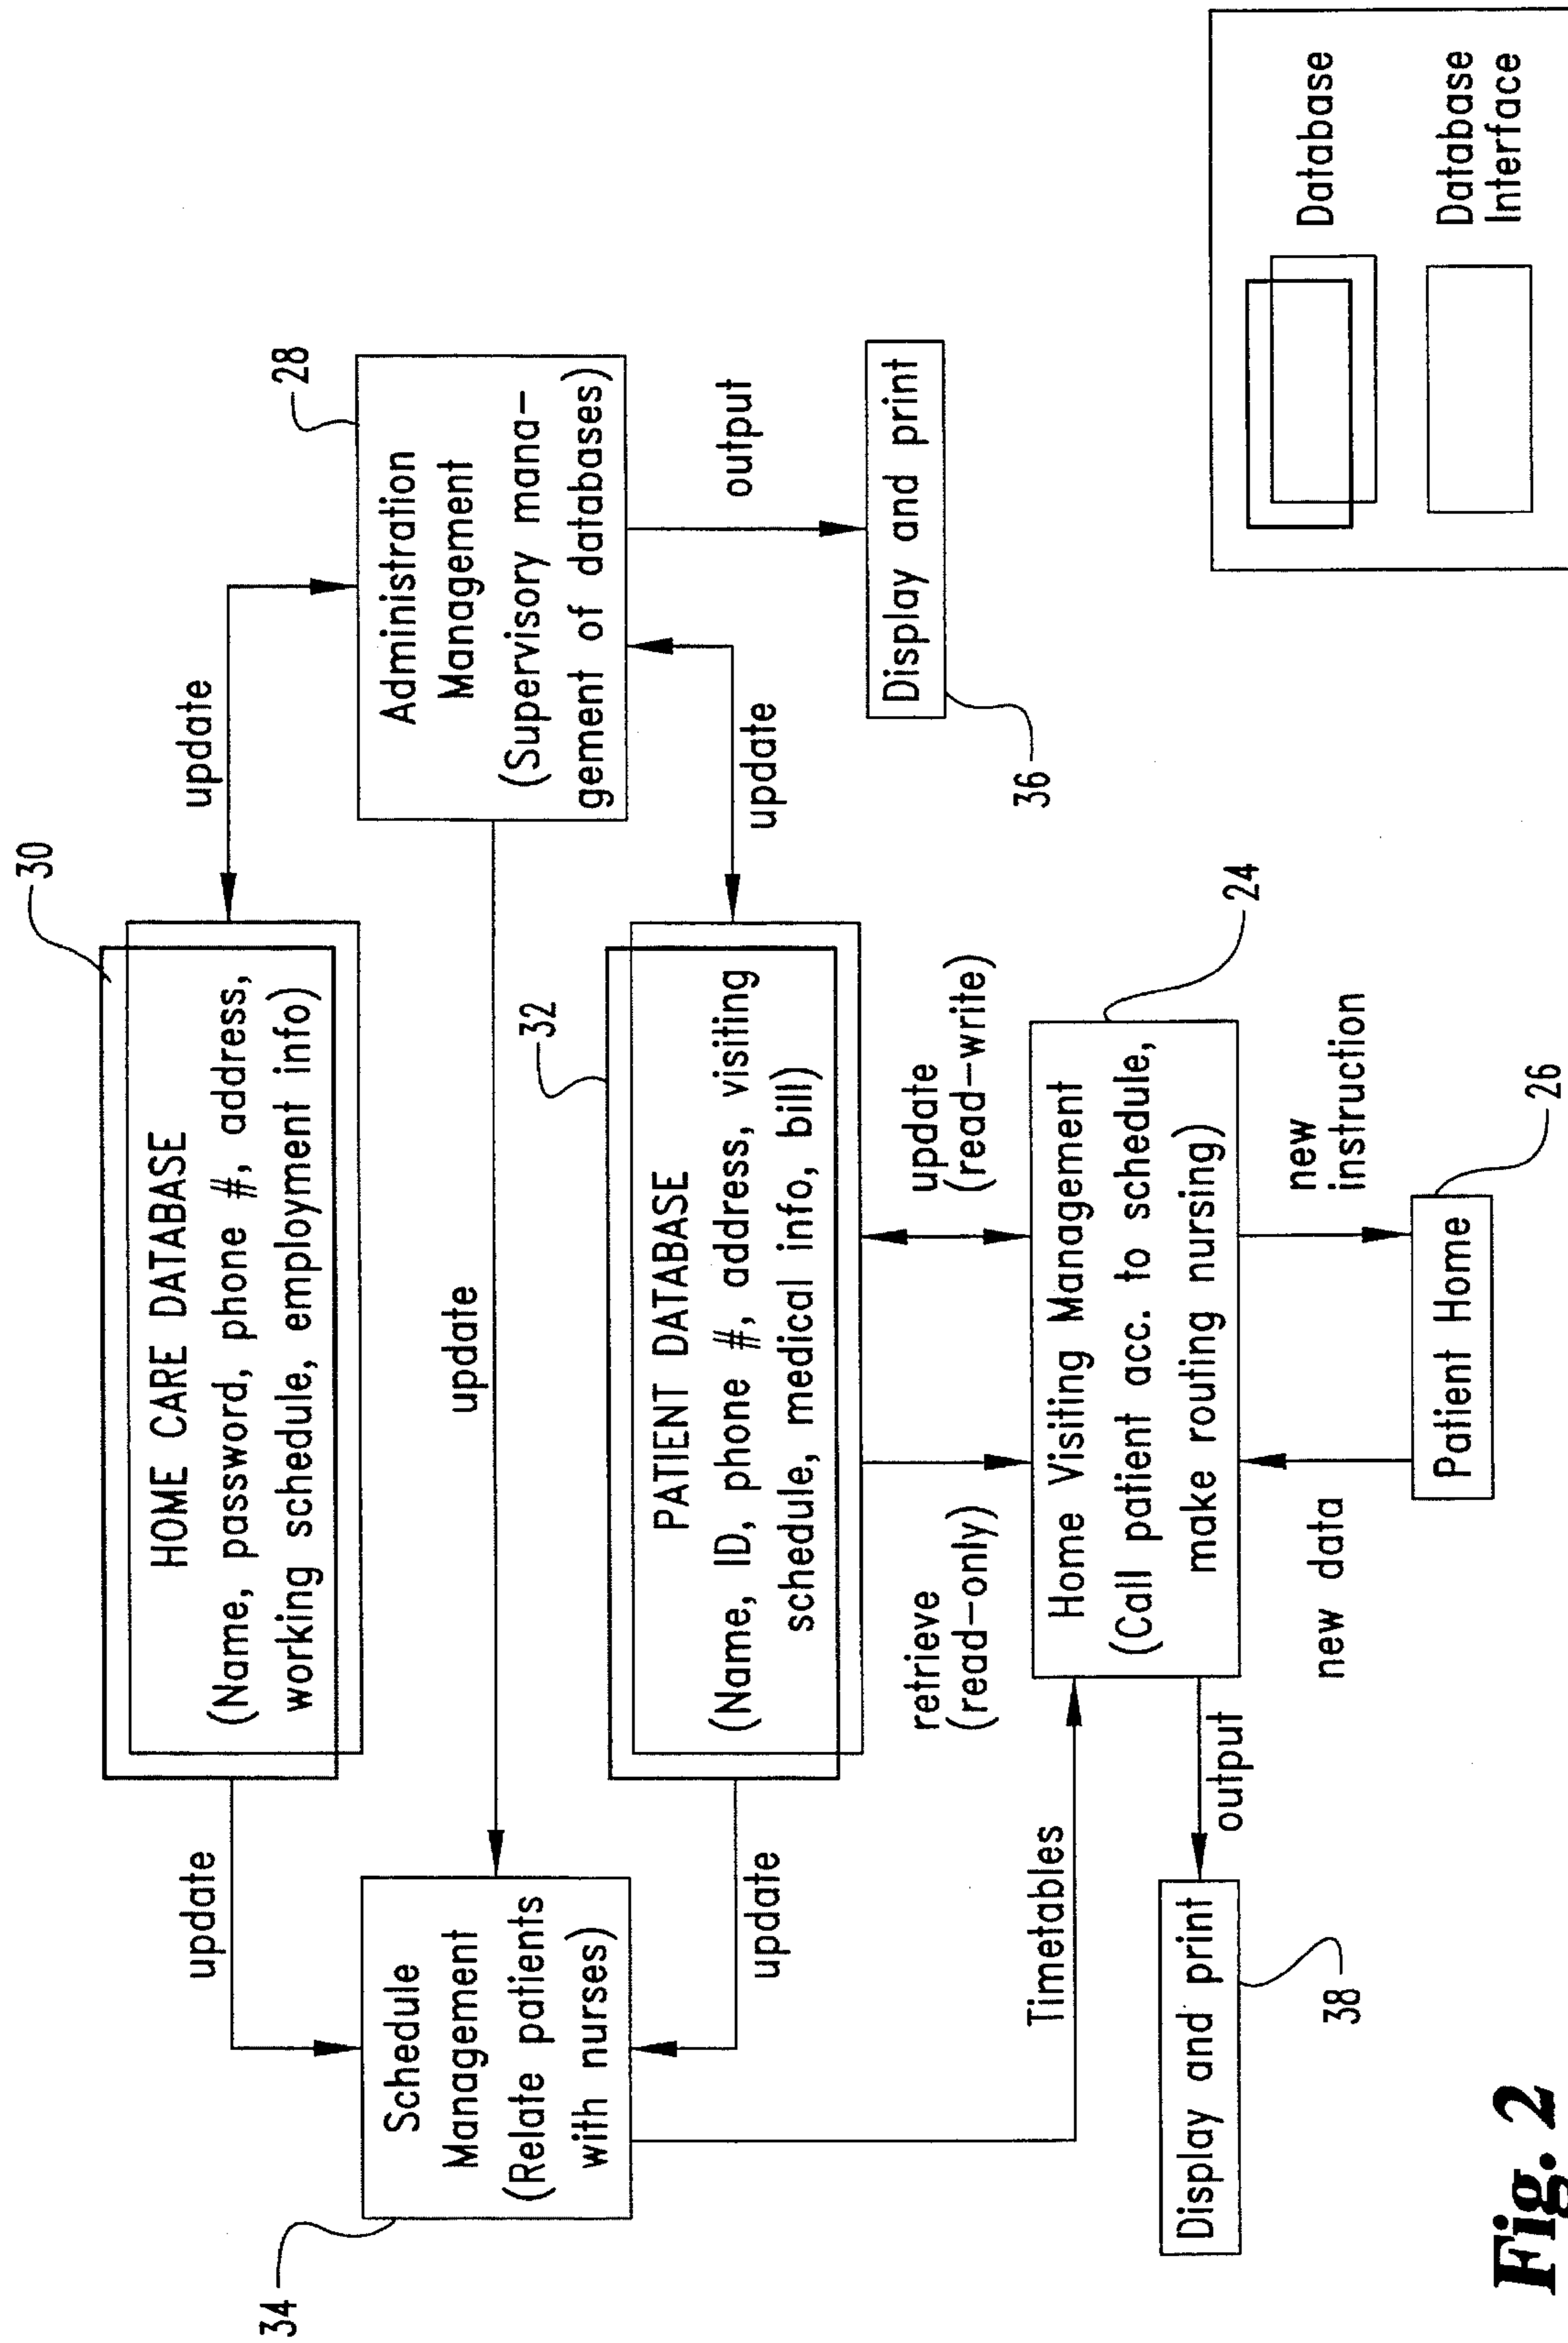 30
HOME CARE DATABASE
(Name, password, phone #, address,
working schedule, employment info)
update
update
28
Administration
Management
(Supervisory mana-
gement of databases)
34
Schedule
Management
(Relate patients
with nurses)
update
32
PATIENT DATABASE
(Name, ID, phone #, address, visiting
schedule, medical info, bill)
update
update
output
Display and print
36
Timetables
retrieve
(read-only)
update
(read-write)
24
Home Visiting Management
(Call patient acc. to schedule,
make routing nursing)
output
Display and print
38
new data
new
instruction
Patient Home
26
Database
Database
Interface
Fig. 2